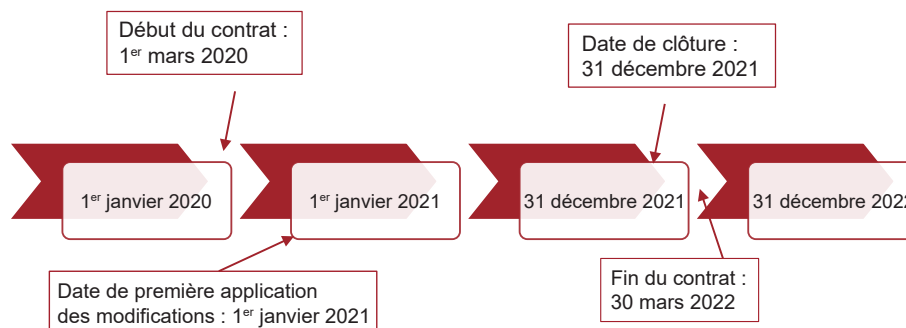 Début du contrat :
1er mars 2020
Date de clôture :
31 décembre 2021
1er janvier 2020
1er janvier 2021
31 décembre 2021
31 décembre 2022
Date de première application
des modifications : 1er janvier 2021
Fin du contrat :
30 mars 2022